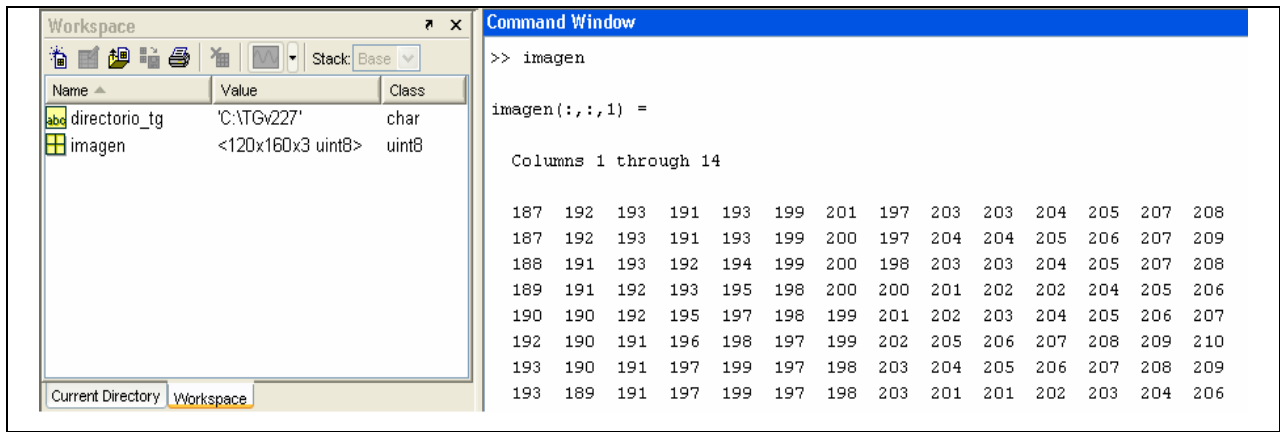 Workspace
Stack: Base
Name Value Class
abc directorio_tg 'C:\TGv227' char
imagen <120x160x3 uint8> uint8
Current Directory Workspace
Command Window
>> imagen
imagen(:,:,1) =
Columns 1 through 14
187 192 193 191 193 199 201 197 203 203 204 205 207 208
187 192 193 191 193 199 200 197 204 204 205 206 207 209
188 191 193 192 194 199 200 198 203 203 204 205 207 208
189 191 192 193 195 198 200 200 201 202 202 204 205 206
190 190 192 195 197 198 199 201 202 203 204 205 206 207
192 190 191 196 198 197 199 202 205 206 207 208 209 210
193 190 191 197 199 197 198 203 204 205 206 207 208 209
193 189 191 197 199 197 198 203 201 201 202 203 204 206